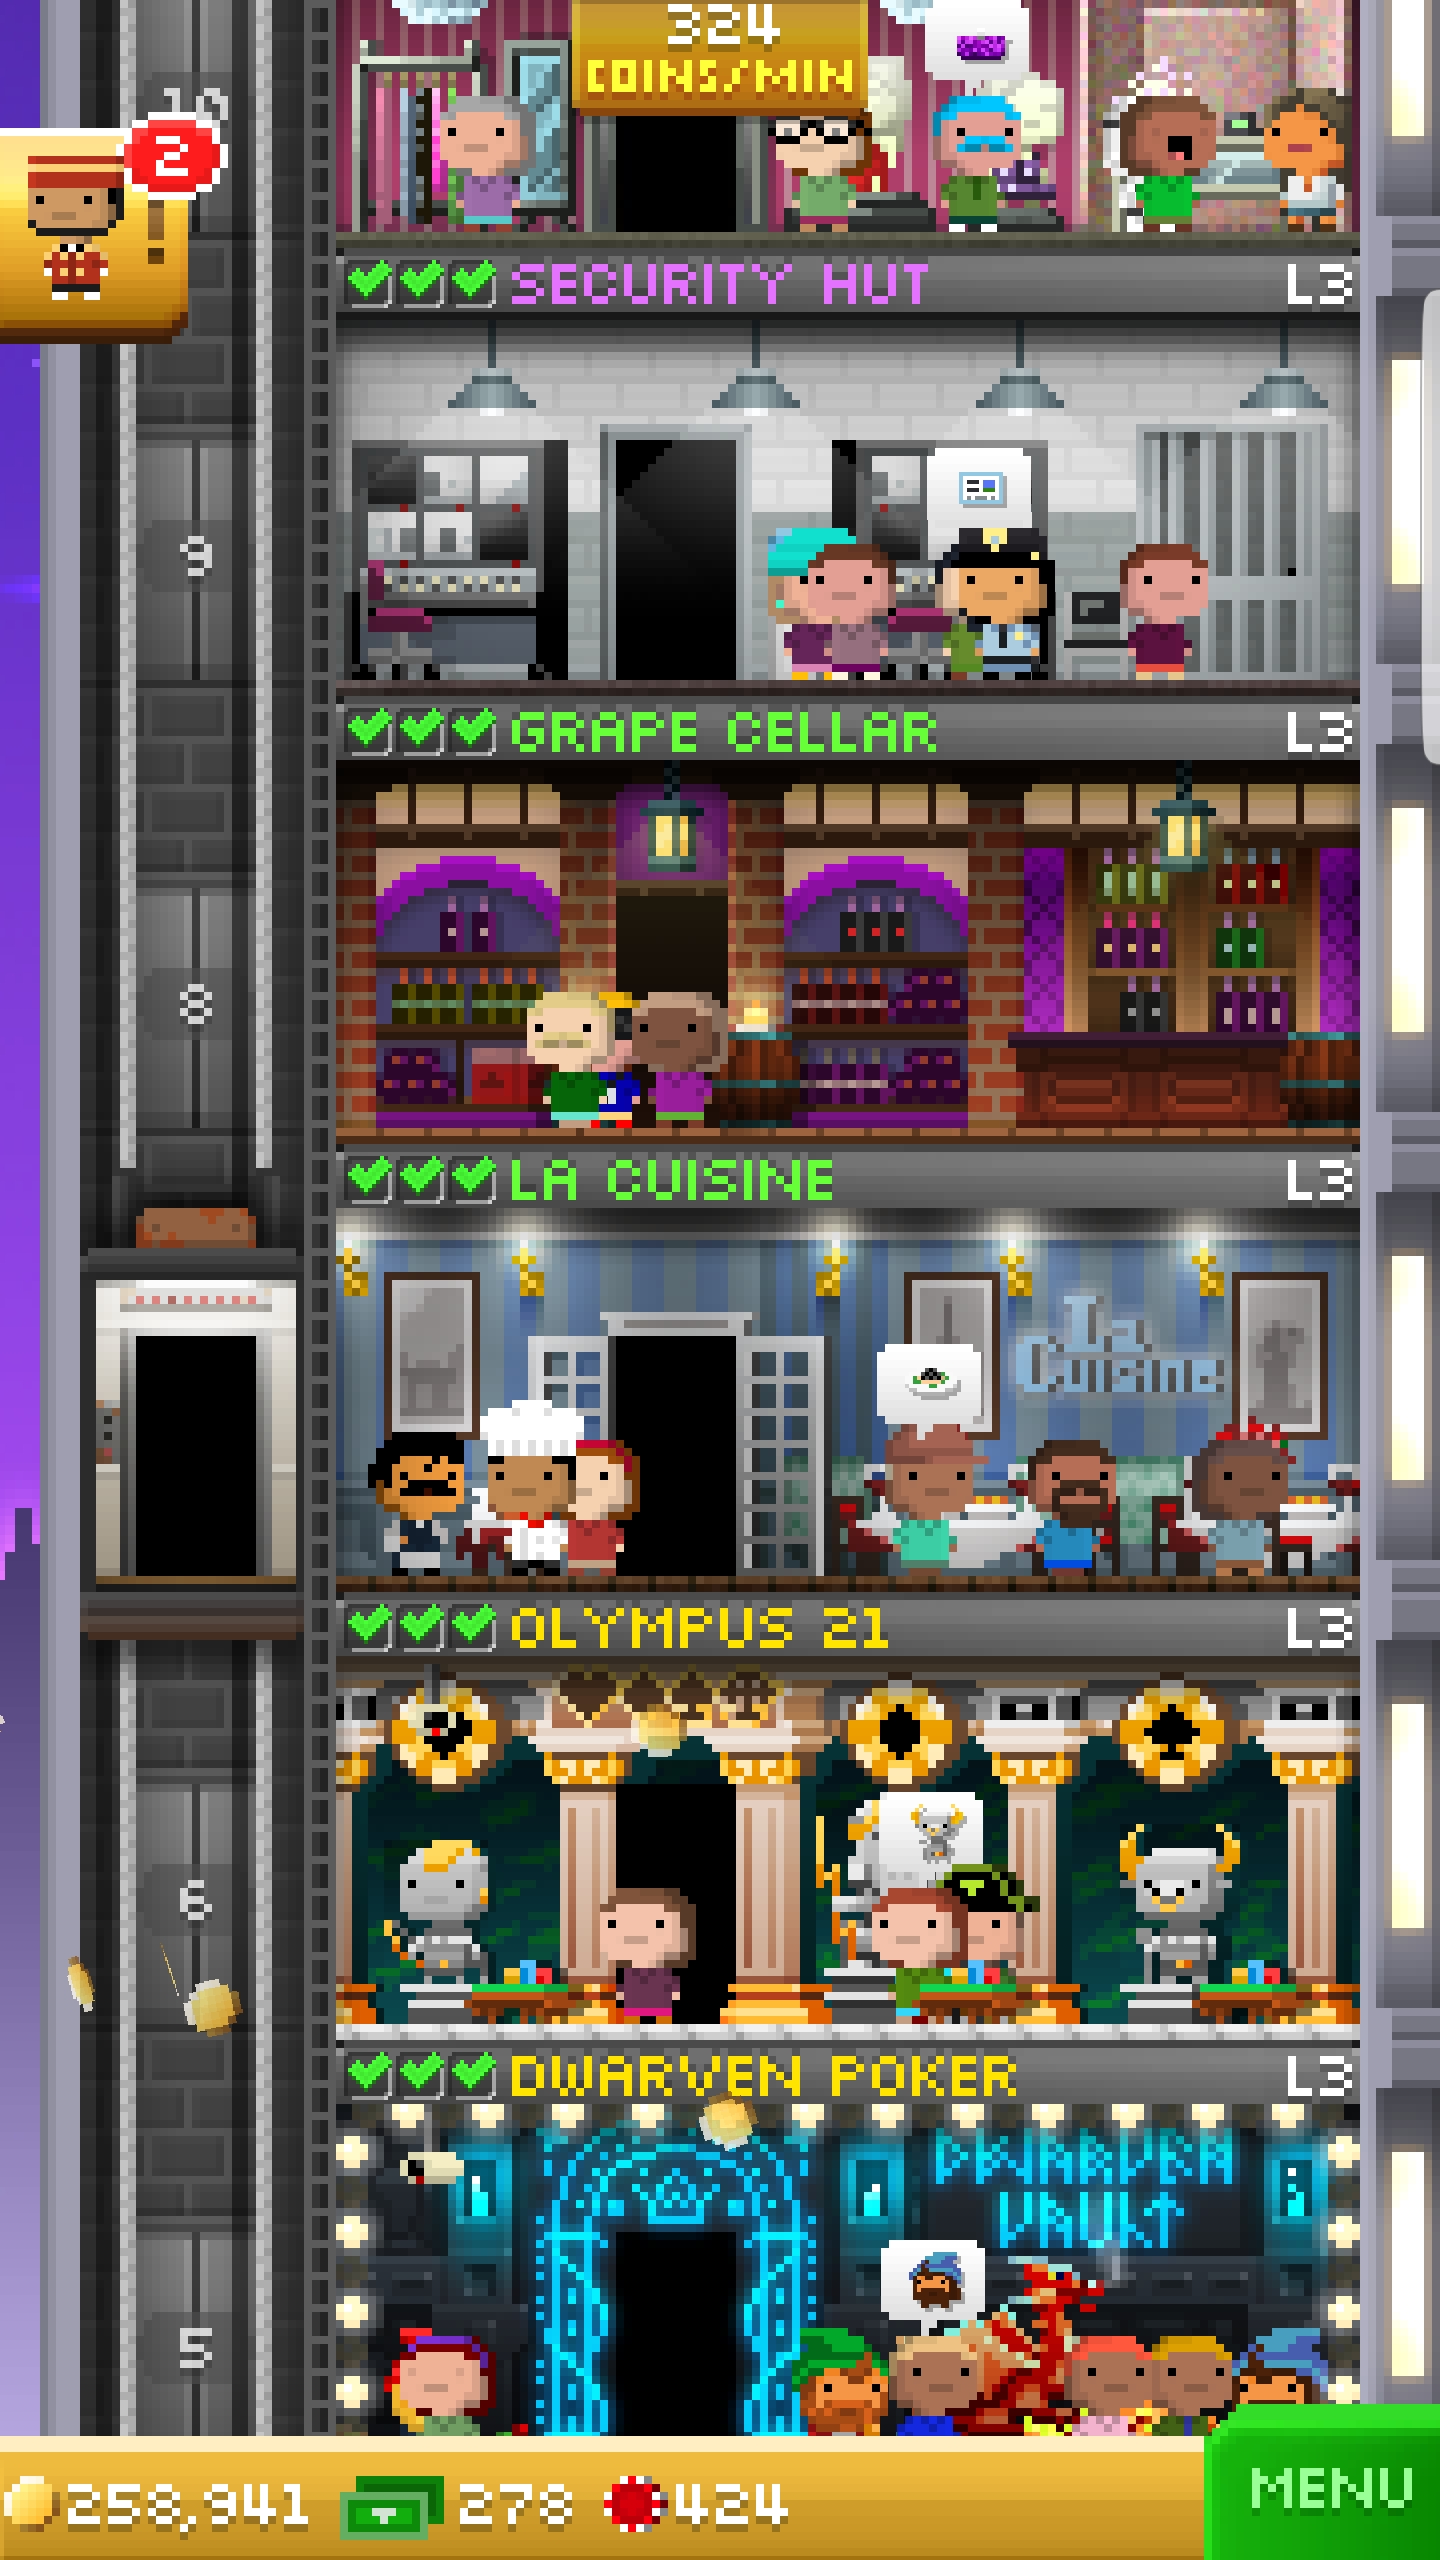 324
COINS/MIN
10
2
!
SECURITY HUT L3
9
GRAPE CELLAR L3
8
LA CUISINE L3
La
Cuisine
OLYMPUS 21 L3
6
DWARVEN POKER L3
DWARVEN
VAULT
5
258,941 278 424
MENU